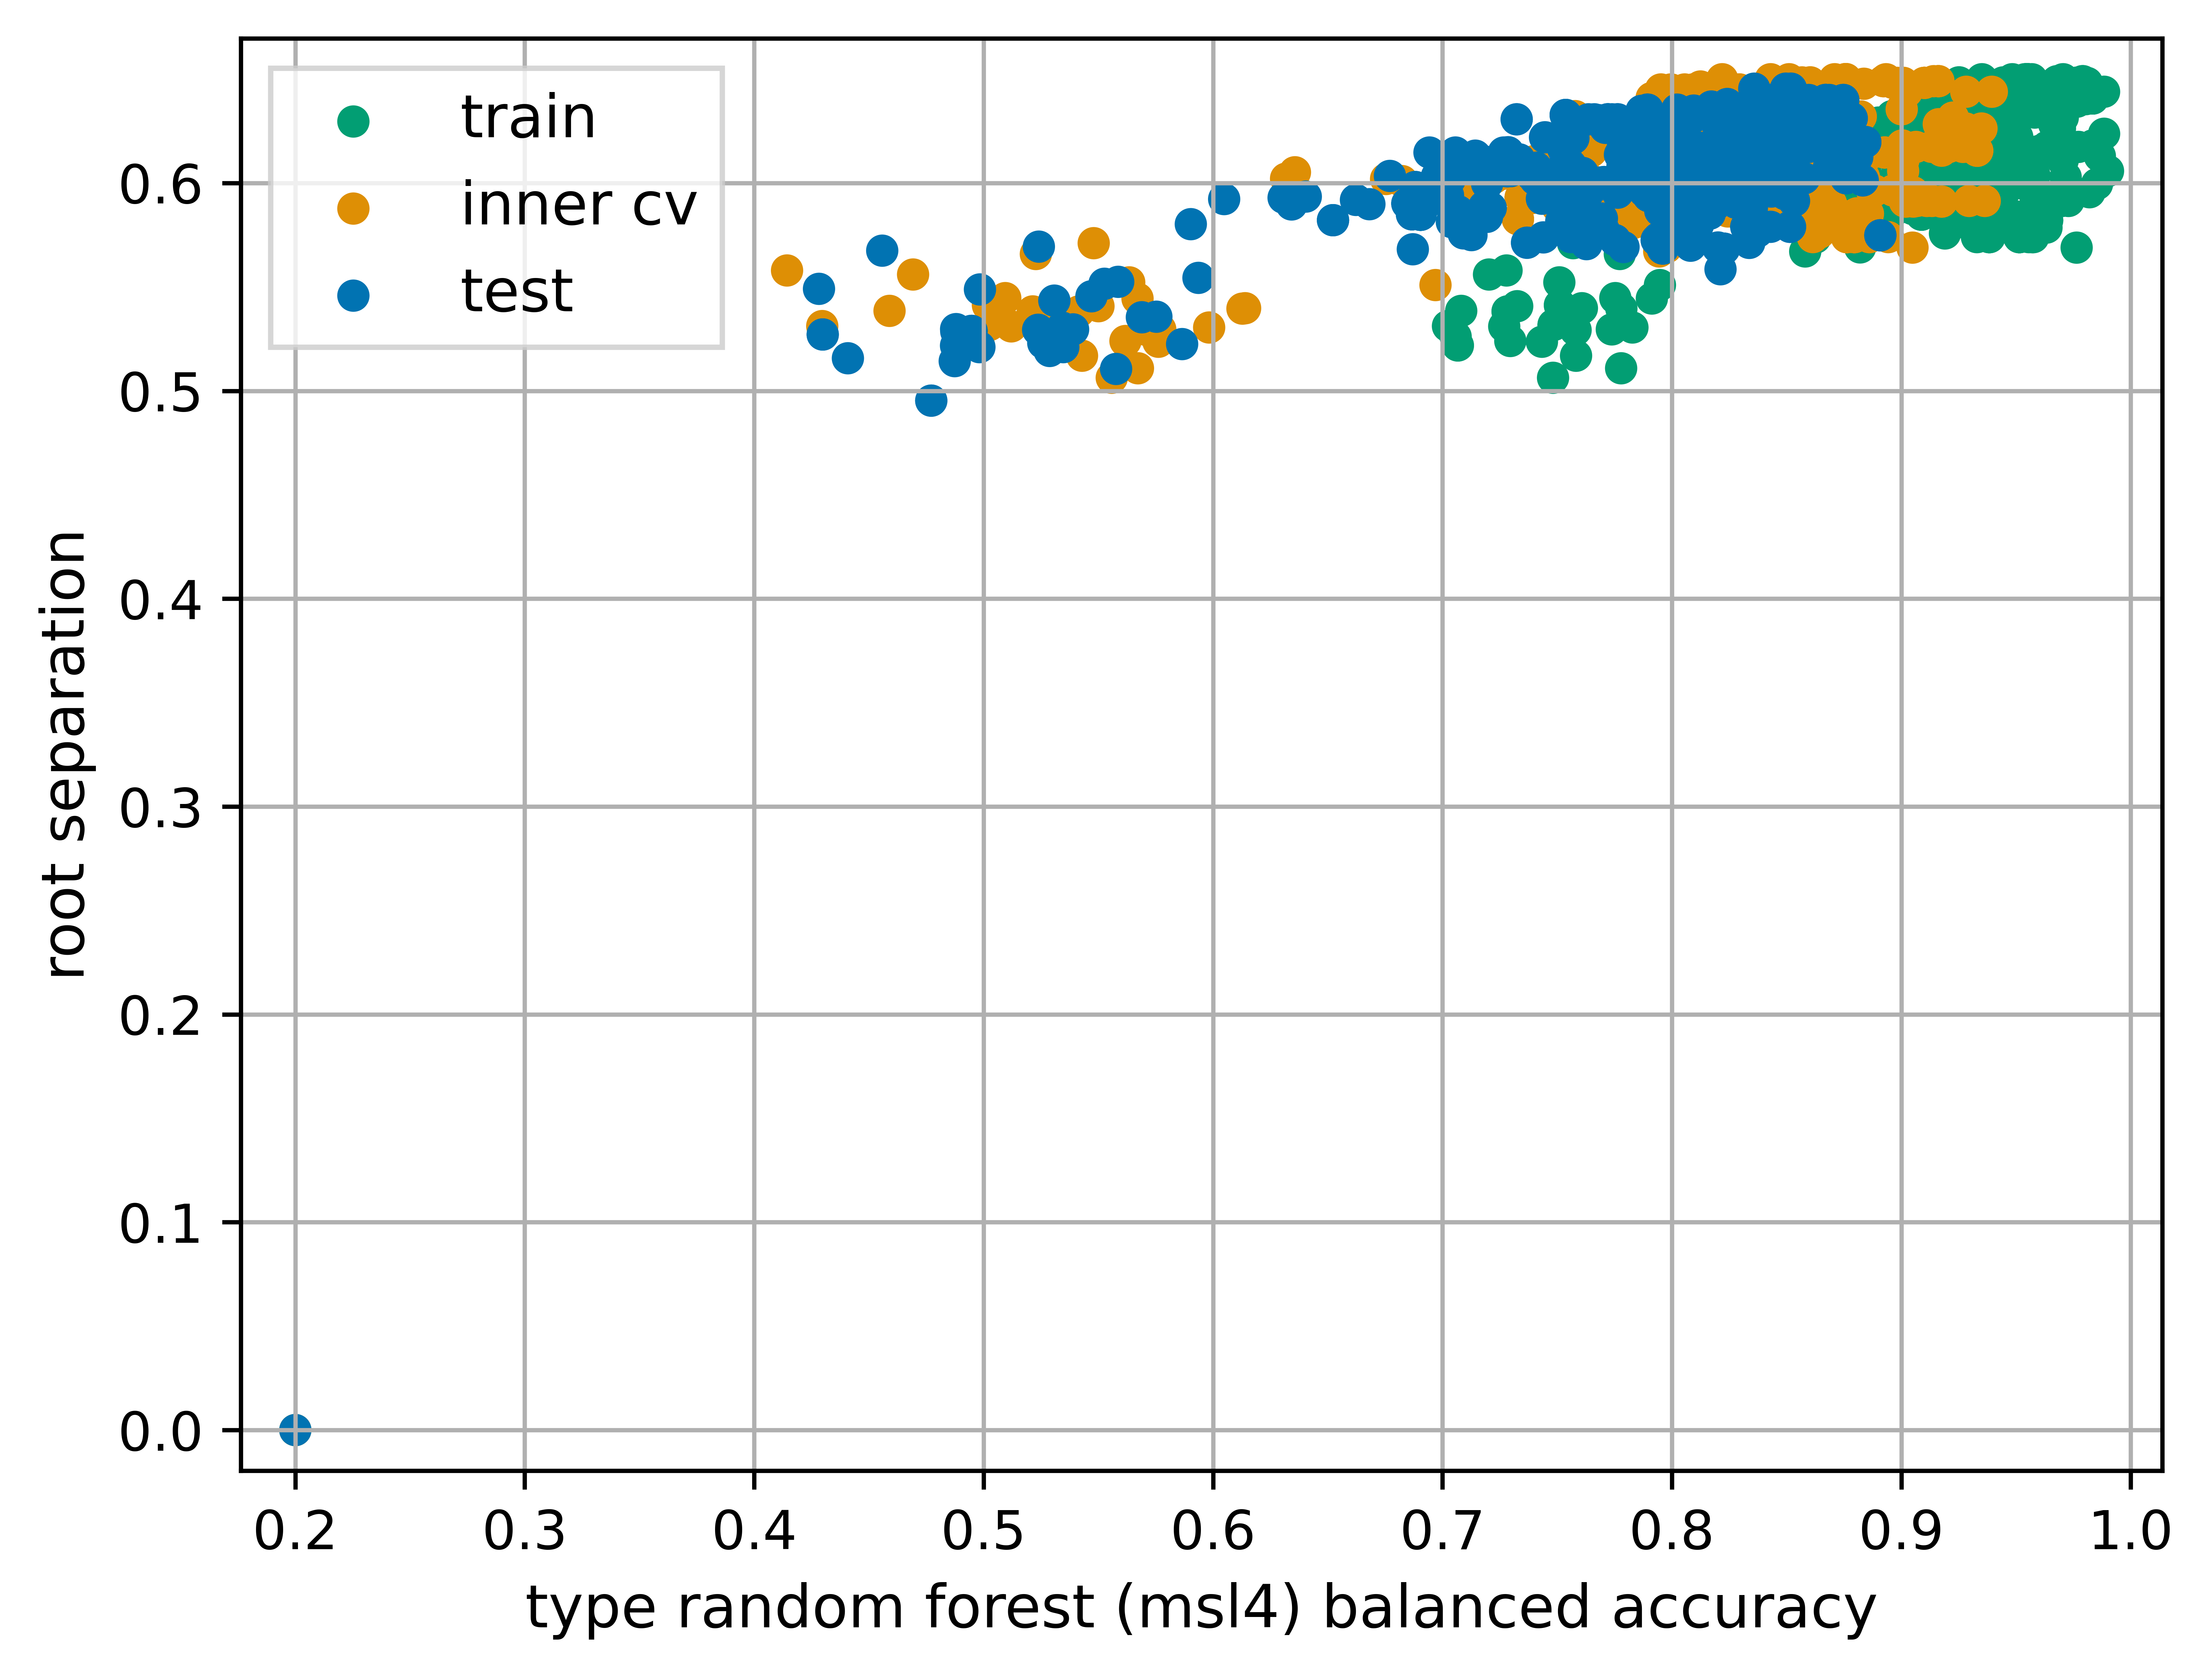 train
inner cv
test
root separation
0.6
0.5
0.4
0.3
0.2
0.1
0.0
0.2 0.3 0.4 0.5 0.6 0.7 0.8 0.9 1.0
type random forest (msl4) balanced accuracy